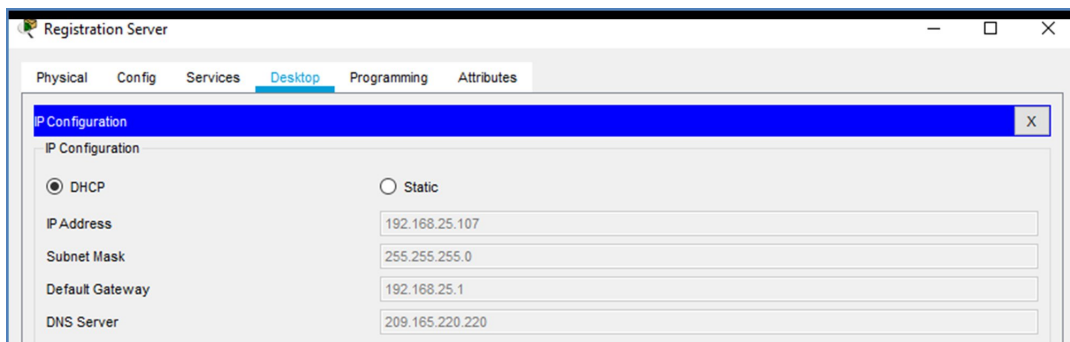 Registration Server
Physical Config Services Desktop Programming Attributes
IP Configuration X
IP Configuration
DHCP Static
IP Address 192.168.25.107
Subnet Mask 255.255.255.0
Default Gateway 192.168.25.1
DNS Server 209.165.220.220